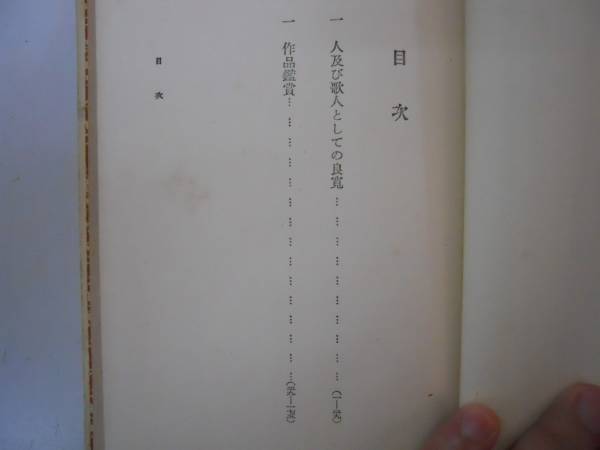 目次
一 人及び歌人としての良寛
一 作品鑑賞
目次